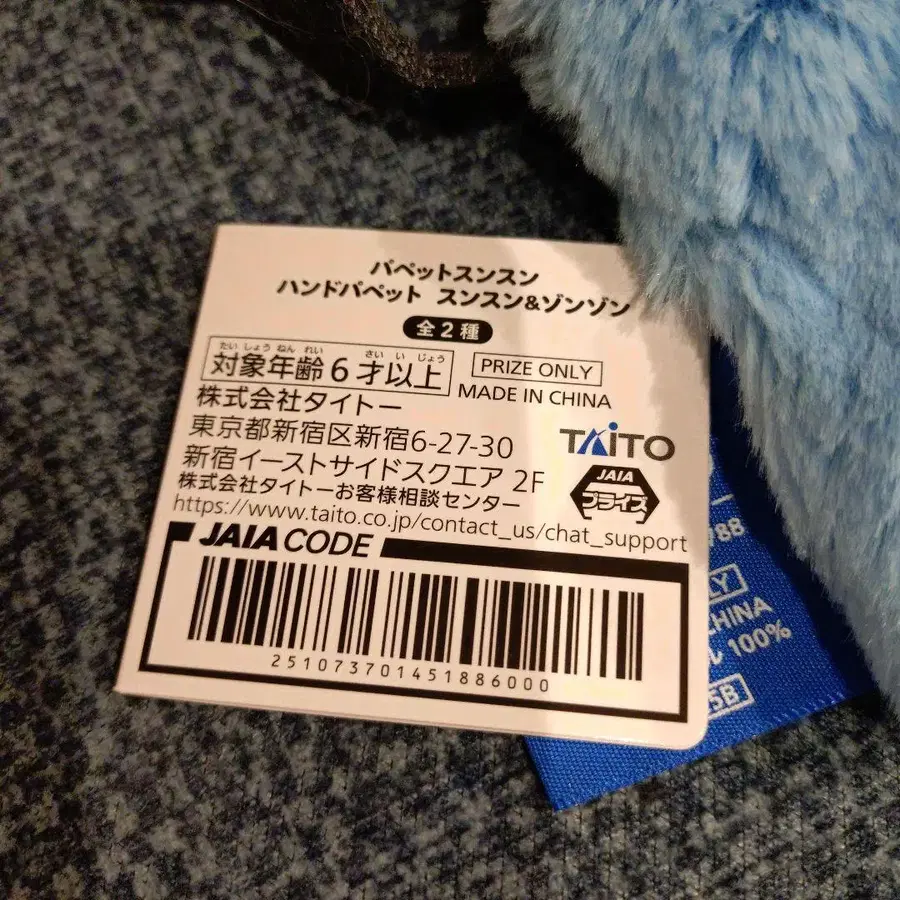 パペットスンスン
ハンドパペット スンスン&ゾンゾン
全2種
たい しょう ねん れい さい い じょう
対象年齢6才以上
PRIZE ONLY
MADE IN CHINA
株式会社タイトー
東京都新宿区新宿6-27-30
新宿イーストサイドスクエア 2F
株式会社タイトーお客様相談センター
https://www.taito.co.jp/contact_us/chat_support
TAITO
JAIA
プライズ
JAIA CODE
251073701451886000
788
CHINA
100%
5B